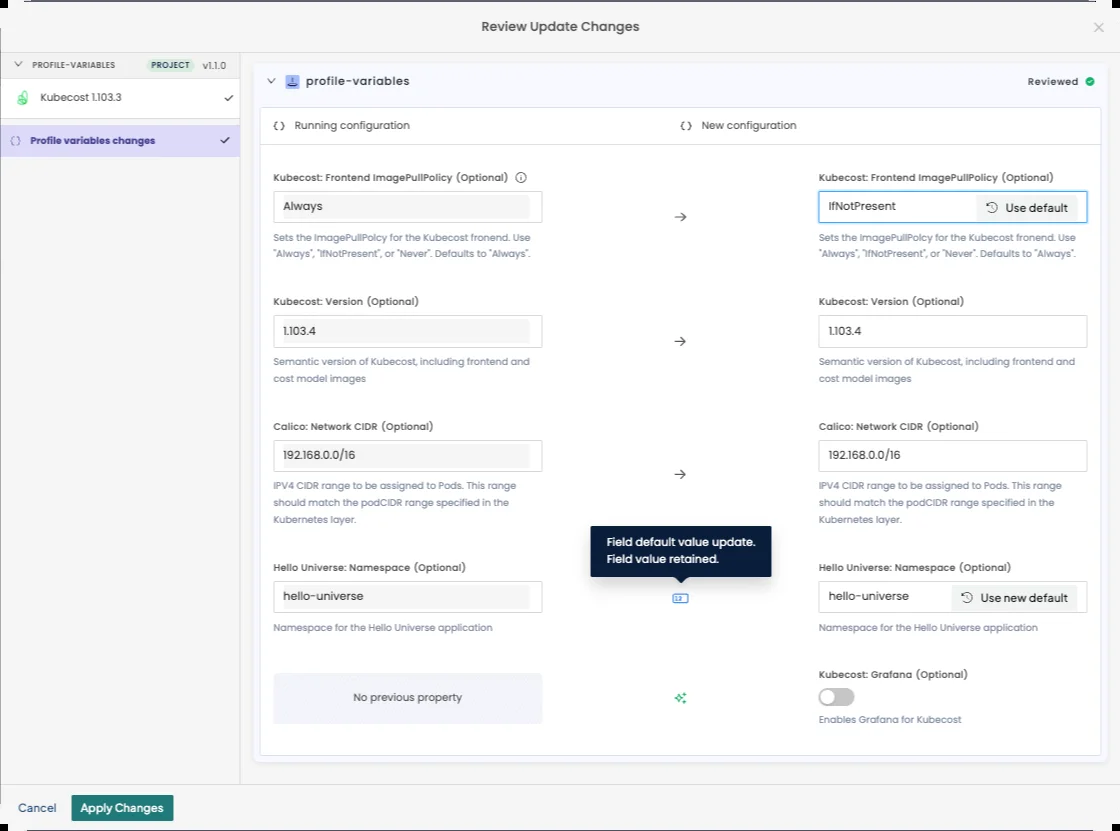 Review Update Changes
PROFILE-VARIABLES PROJECT v1.1.0
Kubecost 1.103.3
Profile variables changes
profile-variables
Reviewed
Running configuration
New configuration
Kubecost: Frontend ImagePullPolicy (Optional)
Always
Sets the ImagePullPolcy for the Kubecost fronend. Use
"Always", "IfNotPresent", or "Never". Defaults to "Always".
Kubecost: Frontend ImagePullPolicy (Optional)
IfNotPresent
Use default
Sets the ImagePullPolcy for the Kubecost fronend. Use
"Always", "IfNotPresent", or "Never". Defaults to "Always".
Kubecost: Version (Optional)
1.103.4
Semantic version of Kubecost, including frontend and
cost model images
Kubecost: Version (Optional)
1.103.4
Semantic version of Kubecost, including frontend and
cost model images
Calico: Network CIDR (Optional)
192.168.0.0/16
IPV4 CIDR range to be assigned to Pods. This range
should match the podCIDR range specified in the
Kubernetes layer.
Calico: Network CIDR (Optional)
192.168.0.0/16
IPV4 CIDR range to be assigned to Pods. This range
should match the podCIDR range specified in the
Kubernetes layer.
Field default value update.
Field value retained.
Hello Universe: Namespace (Optional)
hello-universe
Namespace for the Hello Universe application
Hello Universe: Namespace (Optional)
hello-universe
Use new default
Namespace for the Hello Universe application
No previous property
Kubecost: Grafana (Optional)
Enables Grafana for Kubecost
Cancel
Apply Changes